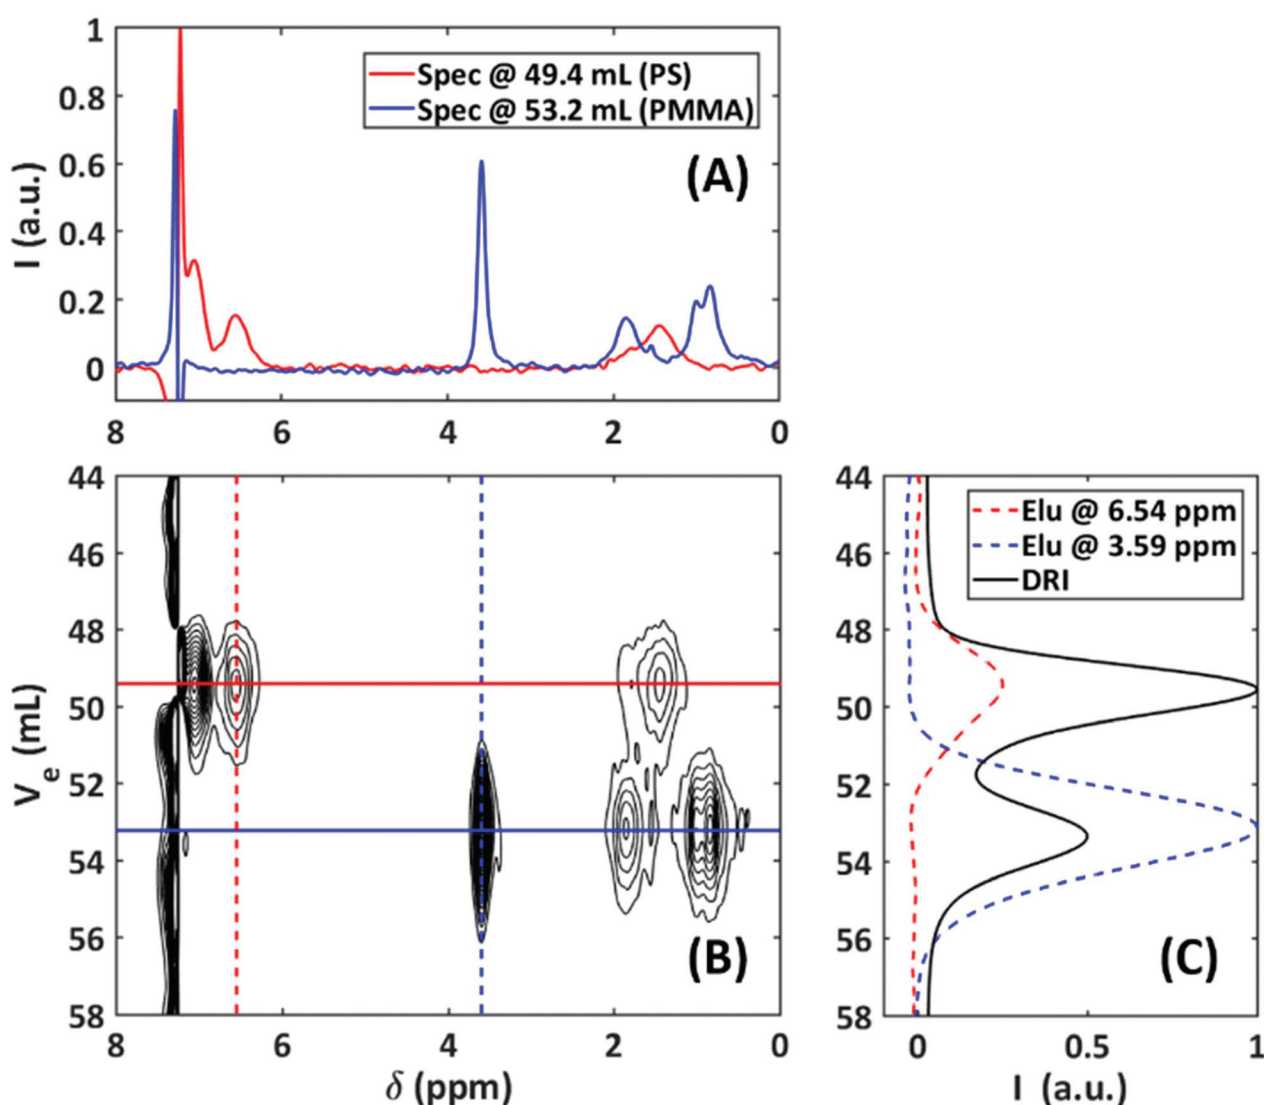 1
0.8
0.6
0.4
0.2
0
I (a.u.)
Spec @ 49.4 mL (PS)
Spec @ 53.2 mL (PMMA)
(A)
8 6 4 2 0
44
46
48
50
52
54
56
58
Ve (mL)
(B)
8 6 4 2 0
δ (ppm)
44
46
48
50
52
54
56
58
Elu @ 6.54 ppm
Elu @ 3.59 ppm
DRI
(C)
0 0.5 1
I (a.u.)